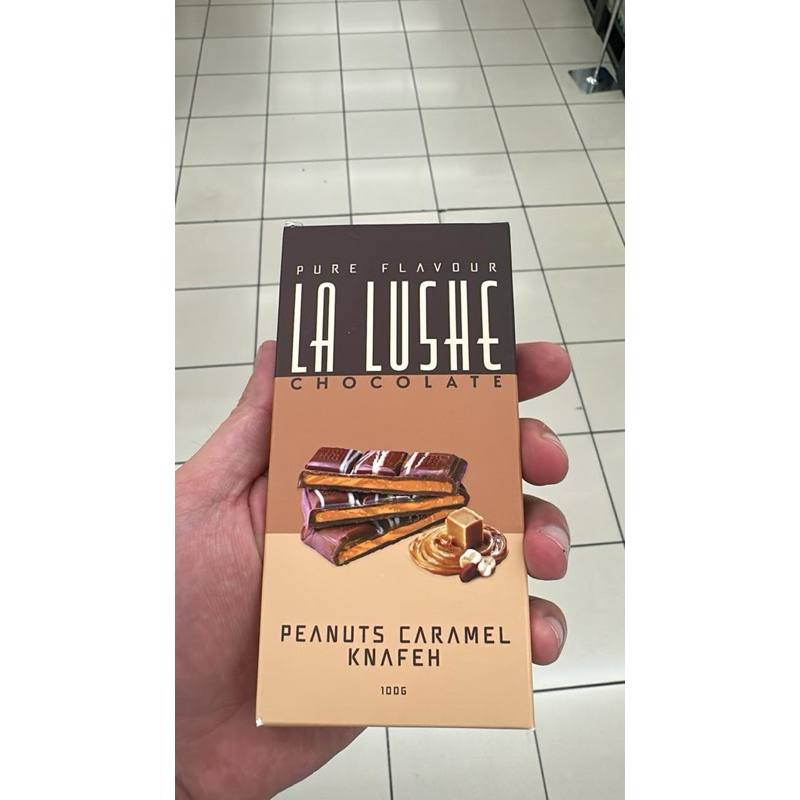 PURE FLAVOUR
LA LUSHE
CHOCOLATE
PEANUTS CARAMEL
KNAFEH
100G